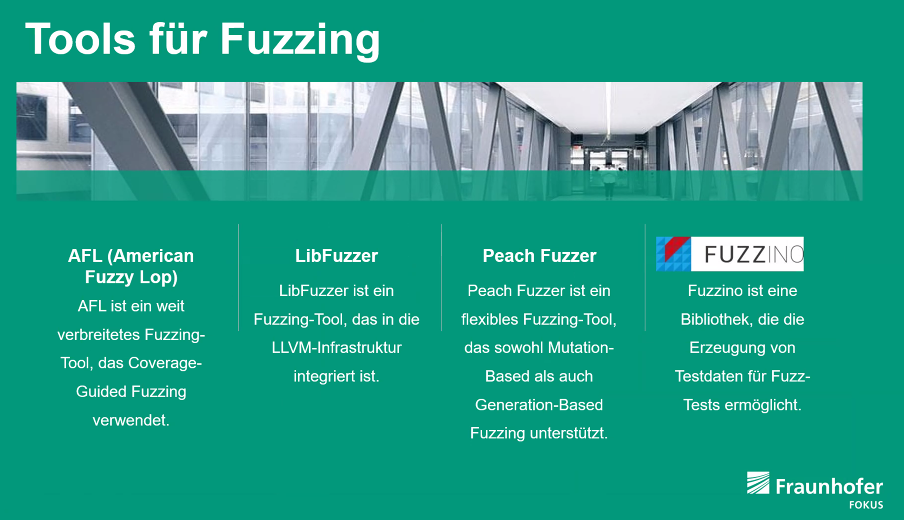 Tools für Fuzzing
AFL (American
Fuzzy Lop)
AFL ist ein weit
verbreitetes Fuzzing-
Tool, das Coverage-
Guided Fuzzing
verwendet.
LibFuzzer
LibFuzzer ist ein
Fuzzing-Tool, das in die
LLVM-Infrastruktur
integriert ist.
Peach Fuzzer
Peach Fuzzer ist ein
flexibles Fuzzing-Tool,
das sowohl Mutation-
Based als auch
Generation-Based
Fuzzing unterstützt.
FUZZINO
Fuzzino ist eine
Bibliothek, die die
Erzeugung von
Testdaten für Fuzz-
Tests ermöglicht.
Fraunhofer
FOKUS